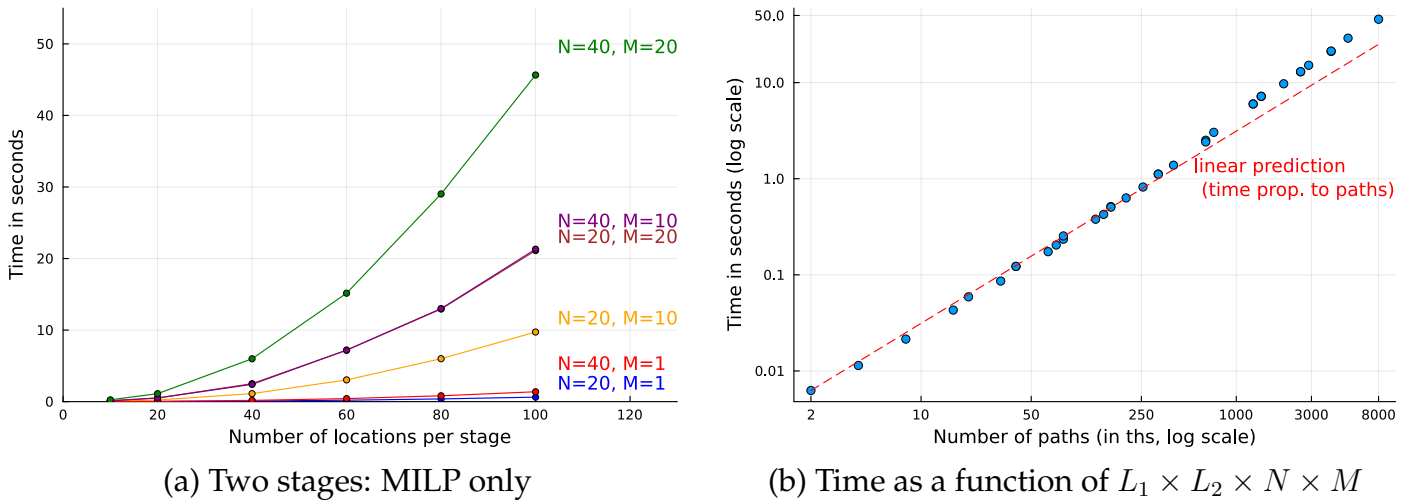 Time in seconds
50
40
30
20
10
0
N=40, M=20
N=40, M=10
N=20, M=20
N=20, M=10
N=40, M=1
N=20, M=1
0
20
40
60
80
100
120
Number of locations per stage
(a) Two stages: MILP only
Time in seconds (log scale)
50.0
10.0
1.0
0.1
0.01
linear prediction
(time prop. to paths)
2
10
50
250
1000
3000
8000
Number of paths (in ths, log scale)
(b) Time as a function of L₁ × L₂ × N × M